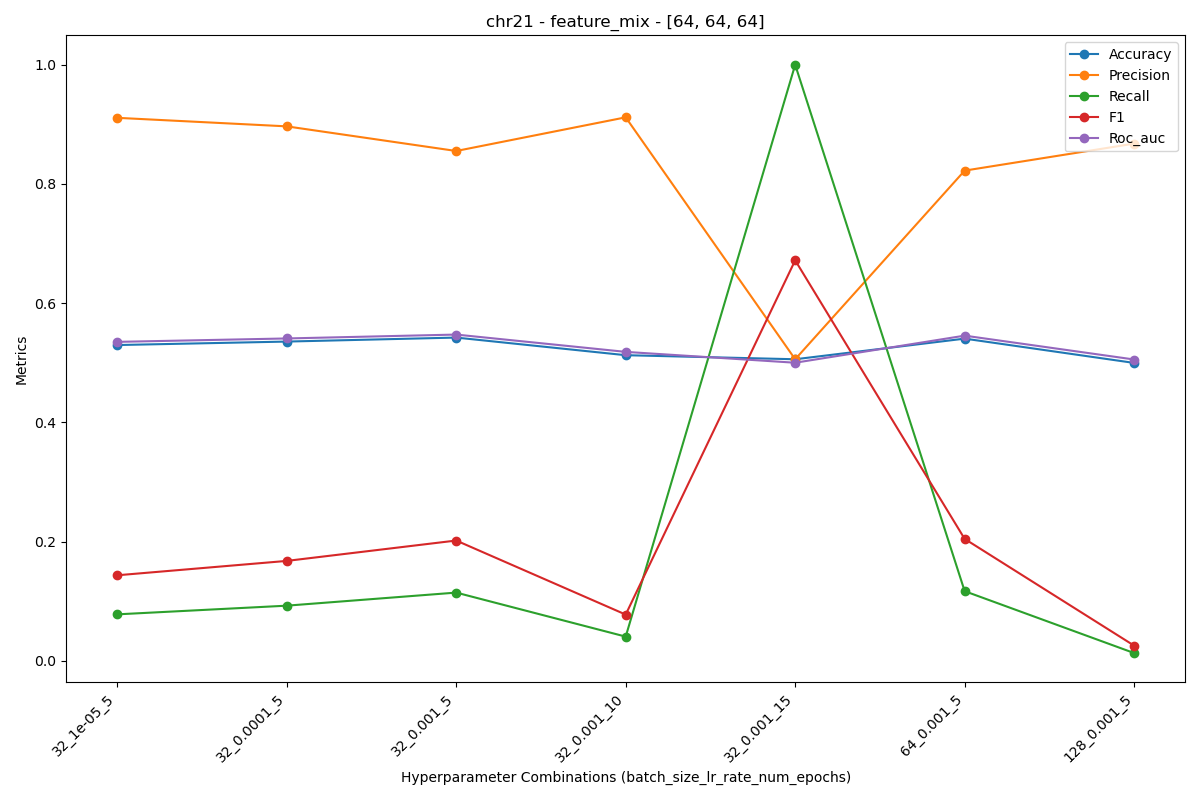 chr21 - feature_mix - [64, 64, 64]
Accuracy
Precision
Recall
F1
Roc_auc
Metrics
1.0
0.8
0.6
0.4
0.2
0.0
32_1e-05_5
32_0.0001_5
32_0.001_5
32_0.001_10
32_0.001_15
64_0.001_5
128_0.001_5
Hyperparameter Combinations (batch_size_lr_rate_num_epochs)